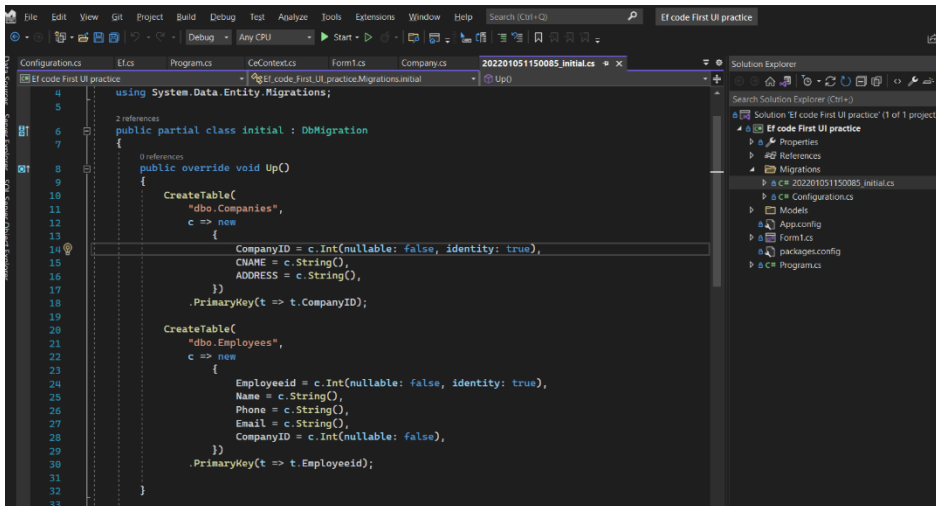 File Edit View Git Project Build Debug Test Analyze Tools Extensions Window Help Search (Ctrl+Q) Ef code First UI practice
Debug Any CPU Start
Configuration.cs Ef.cs Program.cs CeContext.cs Form1.cs Company.cs 202201051150085_initial.cs
Ef code First UI practice Ef_code_First_UI_practice.Migrations.initial Up()
4 using System.Data.Entity.Migrations;
5
2 references
6 public partial class initial : DbMigration
7 {
0 references
8 public override void Up()
9 {
10 CreateTable(
11 "dbo.Companies",
12 c => new
13 {
14 CompanyID = c.Int(nullable: false, identity: true),
15 CNAME = c.String(),
16 ADDRESS = c.String(),
17 })
18 .PrimaryKey(t => t.CompanyID);
19
20 CreateTable(
21 "dbo.Employees",
22 c => new
23 {
24 Employeeid = c.Int(nullable: false, identity: true),
25 Name = c.String(),
26 Phone = c.String(),
27 Email = c.String(),
28 CompanyID = c.Int(nullable: false),
29 })
30 .PrimaryKey(t => t.Employeeid);
31
32 }
33
Solution Explorer
Search Solution Explorer (Ctrl+;)
Solution 'Ef code First UI practice' (1 of 1 project
C# Ef code First UI practice
Properties
References
Migrations
C# 202201051150085_initial.cs
C# Configuration.cs
Models
App.config
Form1.cs
packages.config
C# Program.cs
SQL Server Object Explorer